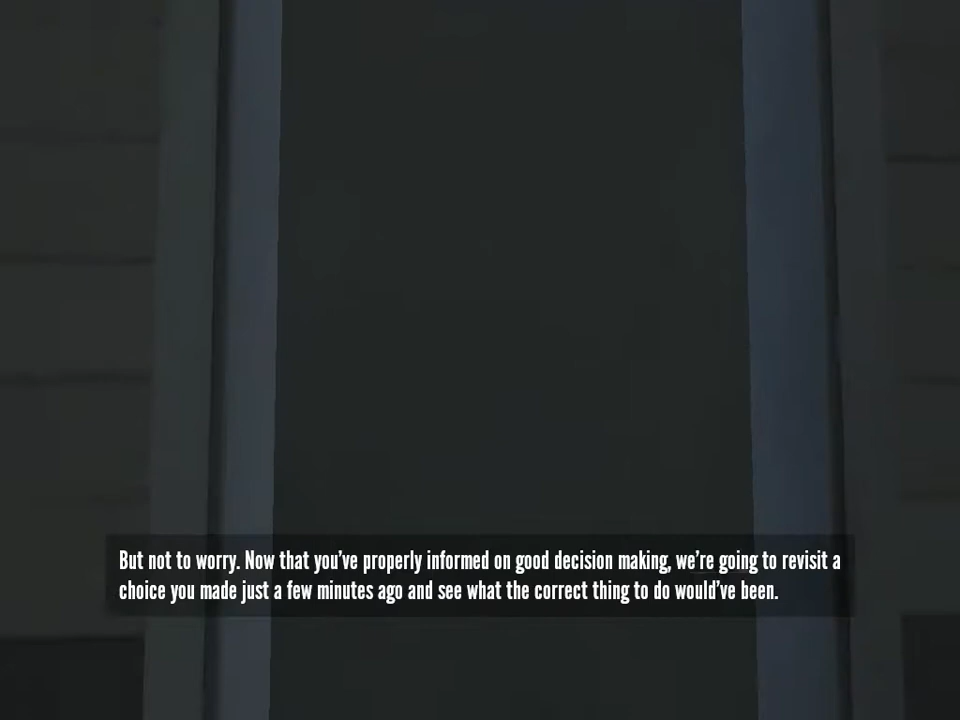 But not to worry. Now that you've properly informed on good decision making, we're going to revisit a
choice you made just a few minutes ago and see what the correct thing to do would've been.